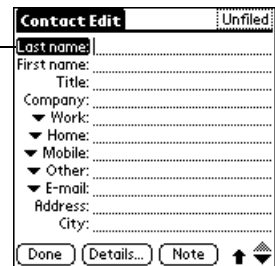 Contact Edit Unfiled
Last name:
First name:
Title:
Company:
Work:
Home:
Mobile:
Other:
E-mail:
Address:
City:
Done Details... Note